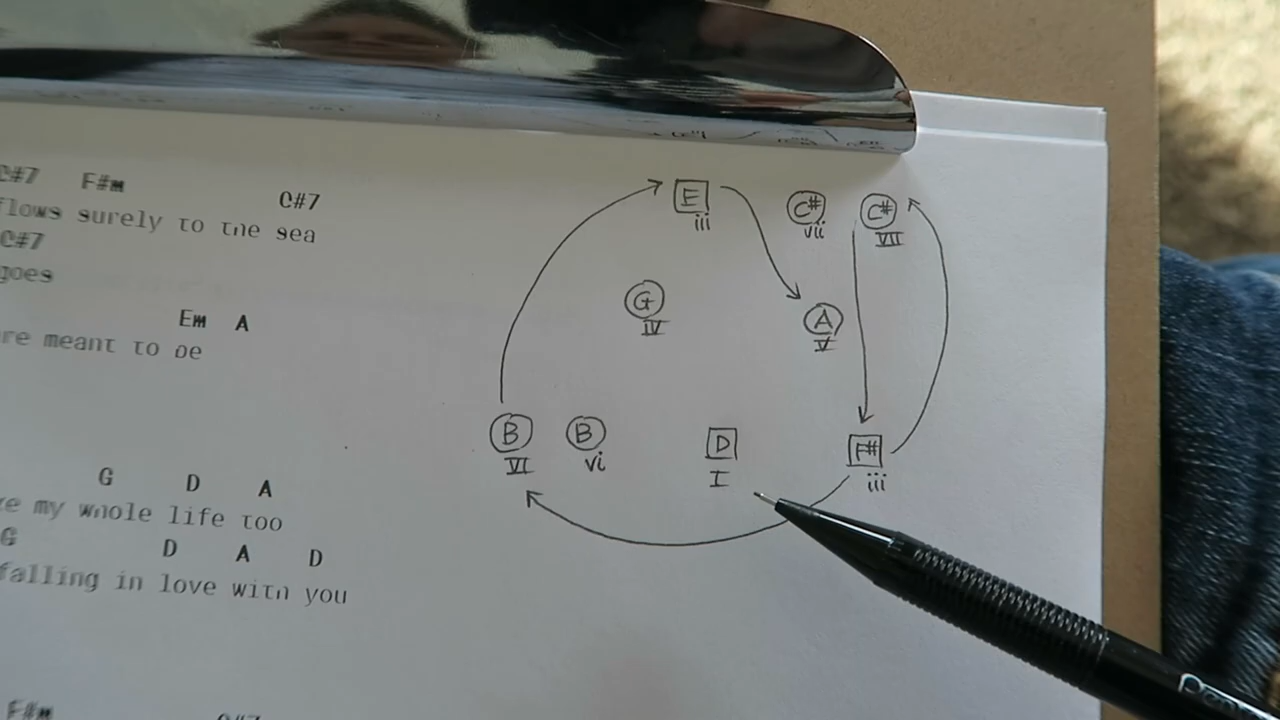 C#7 F#m C#7
flows surely to the sea
C#7
goes
Em A
re meant to be
G D A
e my whole life too
G D A D
falling in love with you
F#m C#7
E
iii
C#
vii
C#
VII
G
IV
A
V
B
VI
B
vi
D
I
F#
iii